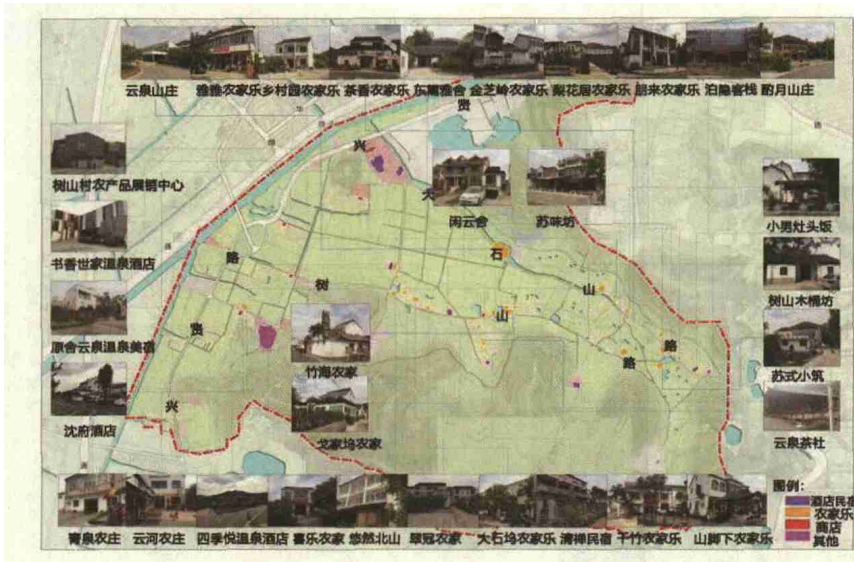 云泉山庄 雅雅农家乐 乡村园农家乐 茶香农家乐 东篱雅舍 金芝岭农家乐 梨花居农家乐 朋来农家乐 泊隐客栈 酌月山庄
贤
兴
大
树山村农产品展销中心
闲云舍
苏味坊
小男灶头饭
石
路
书香世家温泉酒店
树
山
树山木桶坊
山
贤
路
路
原舍云泉温泉美宿
竹海农家
苏式小筑
兴
沈府酒店
戈家坞农家
云泉茶社
图例：
酒店民宿
农家乐
商店
其他
青泉农庄 云河农庄 四季悦温泉酒店 喜乐农家 悠然北山 翠冠农家 大石坞农家乐 清禅民宿 千竹农家乐 山脚下农家乐